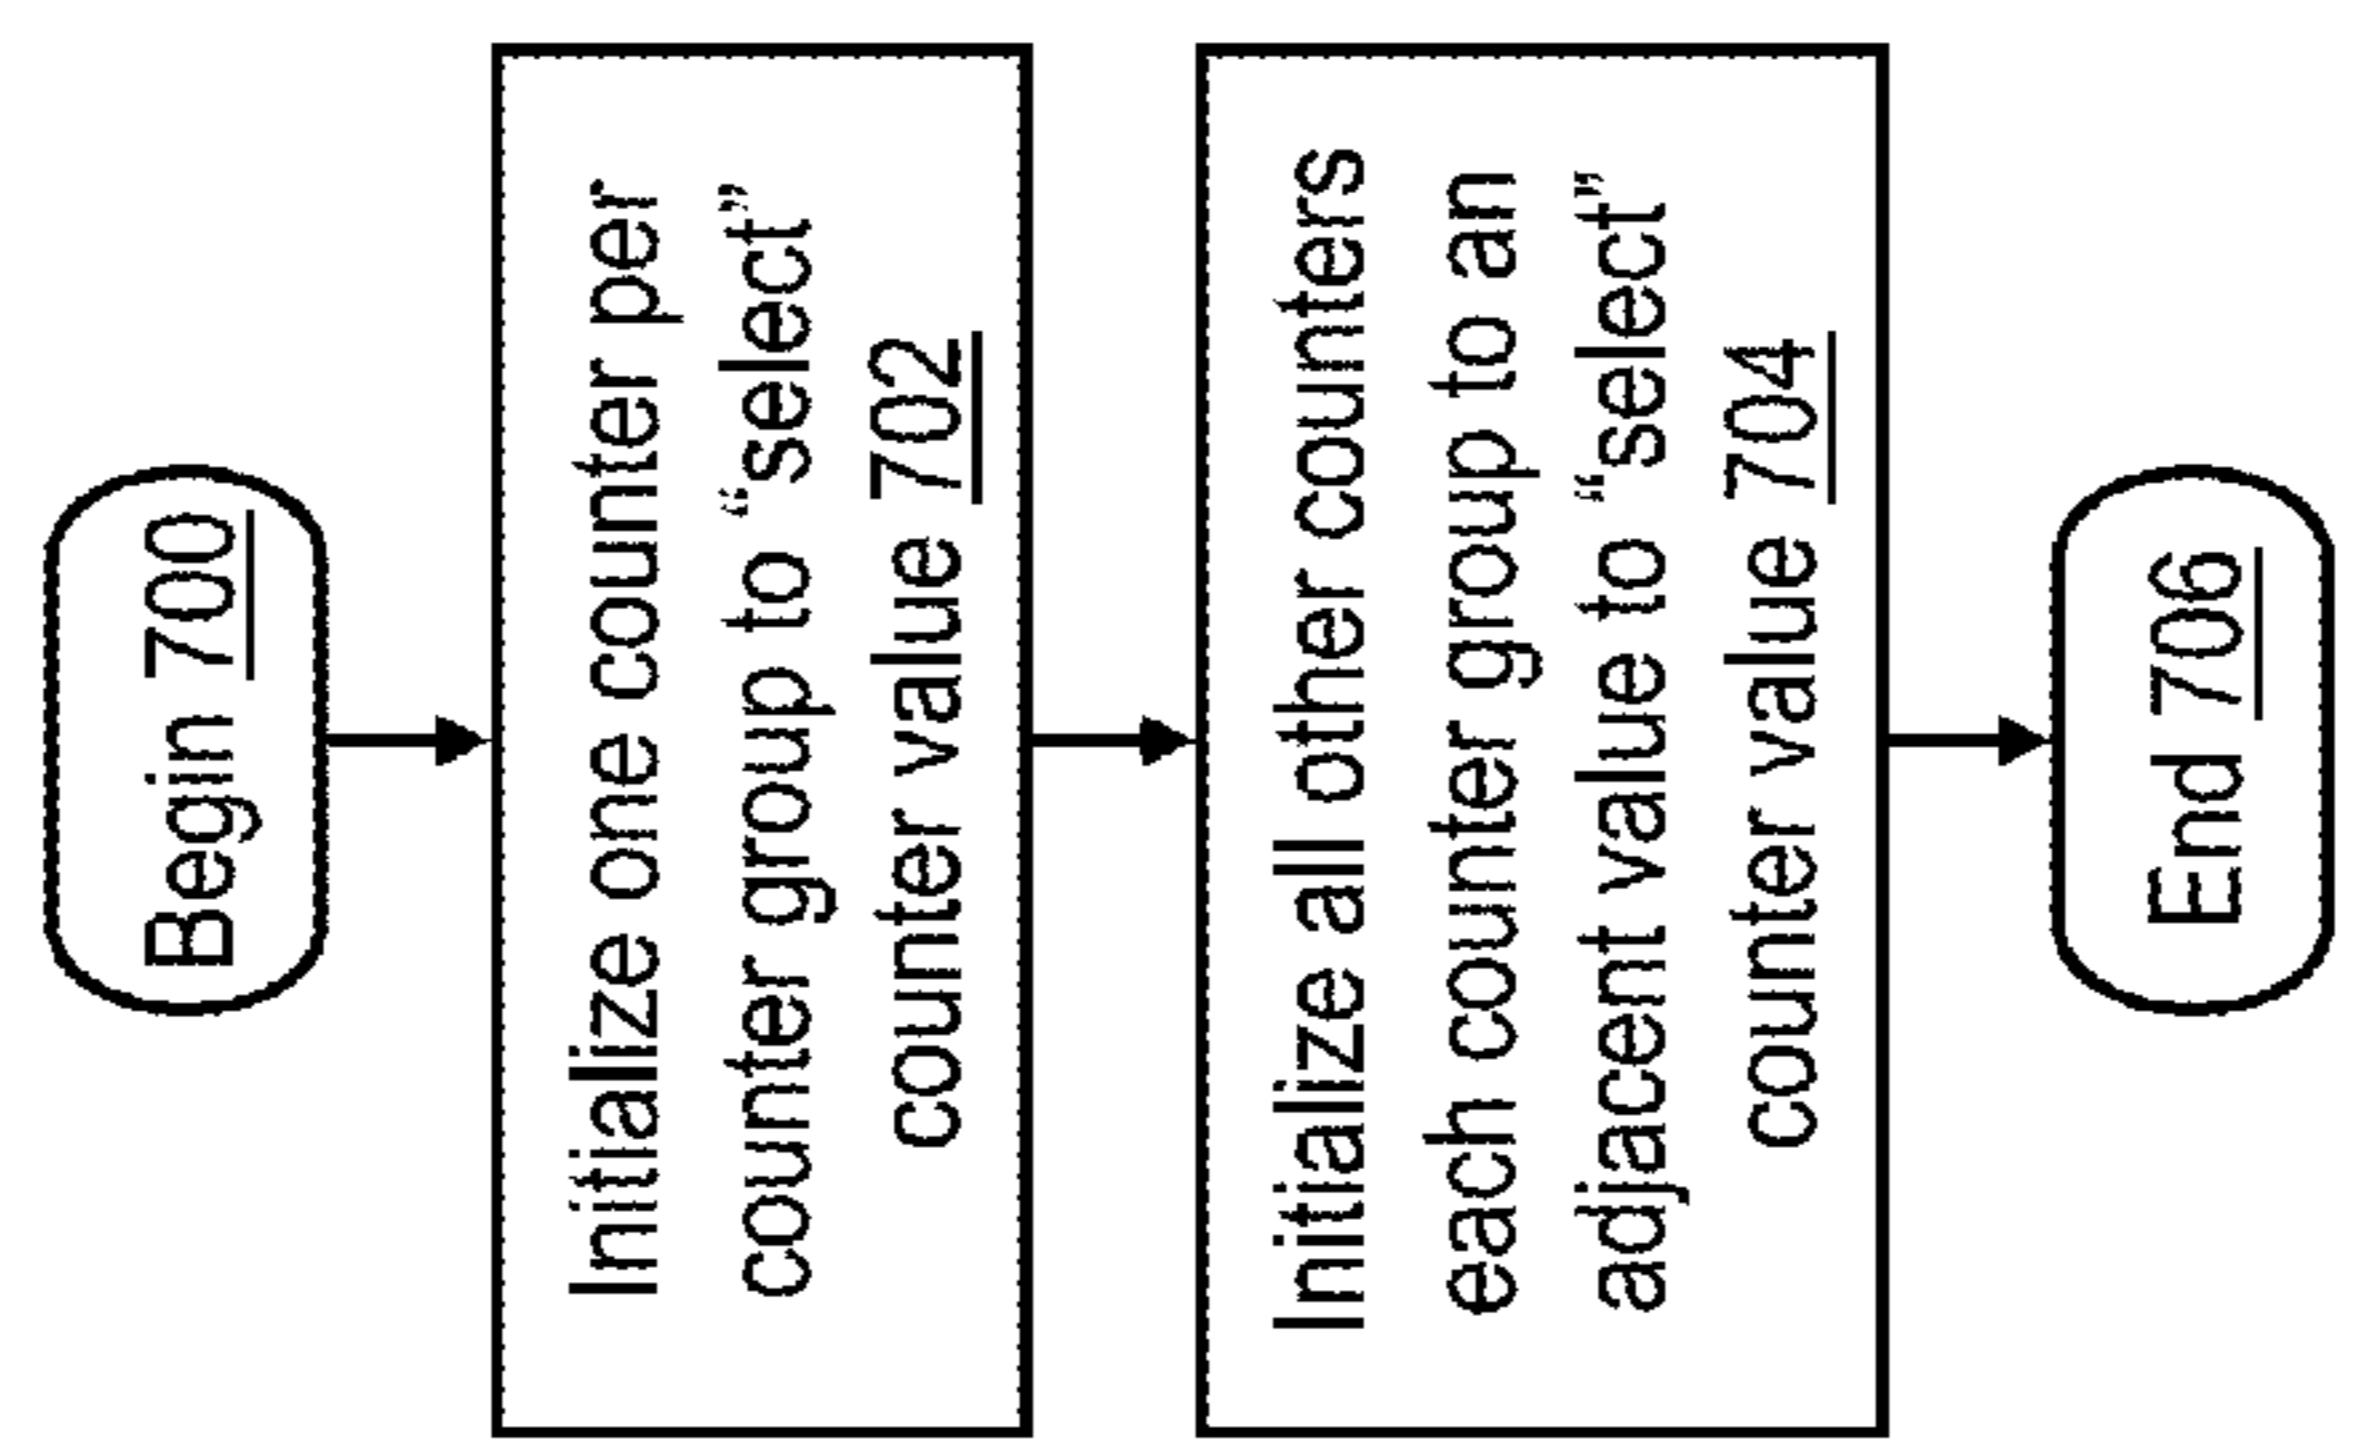 Begin 700
Initialize one counter per
counter group to “select”
counter value 702
Initialize all other counters
each counter group to an
adjacent value to “select”
counter value 704
End 706